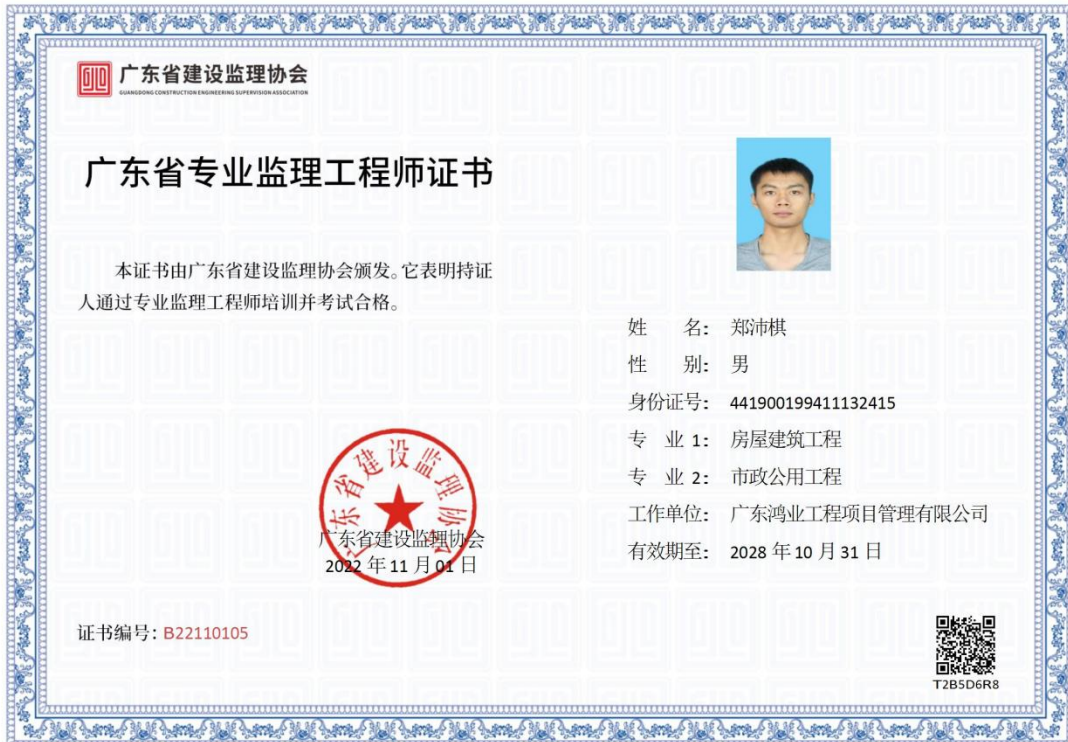 广东省建设监理协会
GUANGDONG CONSTRUCTION ENGINEERING SUPERVISION ASSOCIATION
广东省专业监理工程师证书
本证书由广东省建设监理协会颁发。它表明持证
人通过专业监理工程师培训并考试合格。
姓 名： 郑沛棋
性 别： 男
身份证号： 441900199411132415
专 业 1： 房屋建筑工程
专 业 2： 市政公用工程
工作单位： 广东鸿业工程项目管理有限公司
有效期至： 2028 年 10 月 31 日
广东省建设监理协会
广东省建设监理协会
2022 年 11 月 01 日
证书编号：B22110105
T2B5D6R8